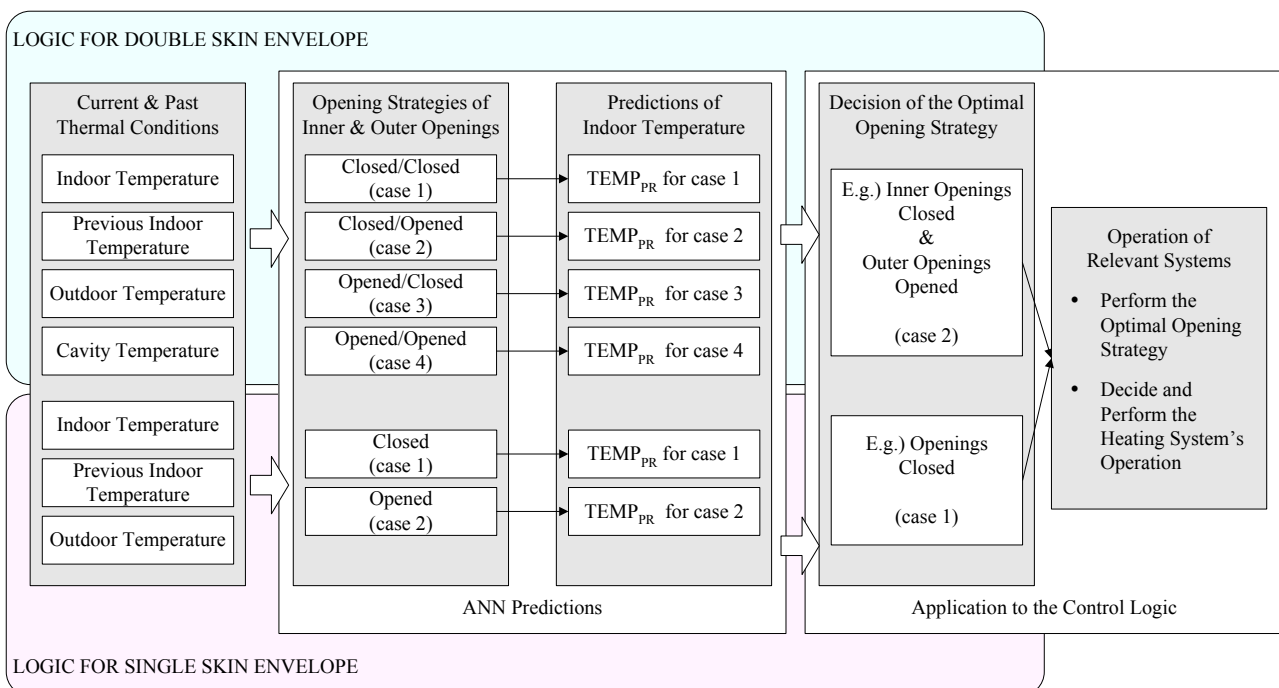 LOGIC FOR DOUBLE SKIN ENVELOPE
Current & Past
Thermal Conditions
Indoor Temperature
Previous Indoor
Temperature
Outdoor Temperature
Cavity Temperature
Indoor Temperature
Previous Indoor
Temperature
Outdoor Temperature
Opening Strategies of
Inner & Outer Openings
Closed/Closed
(case 1)
Closed/Opened
(case 2)
Opened/Closed
(case 3)
Opened/Opened
(case 4)
Closed
(case 1)
Opened
(case 2)
Predictions of
Indoor Temperature
TEMP_PR for case 1
TEMP_PR for case 2
TEMP_PR for case 3
TEMP_PR for case 4
TEMP_PR for case 1
TEMP_PR for case 2
ANN Predictions
Decision of the Optimal
Opening Strategy
E.g.) Inner Openings
Closed
&
Outer Openings
Opened
(case 2)
E.g.) Openings
Closed
(case 1)
Operation of
Relevant Systems
• Perform the
Optimal Opening
Strategy
• Decide and
Perform the
Heating System’s
Operation
Application to the Control Logic
LOGIC FOR SINGLE SKIN ENVELOPE